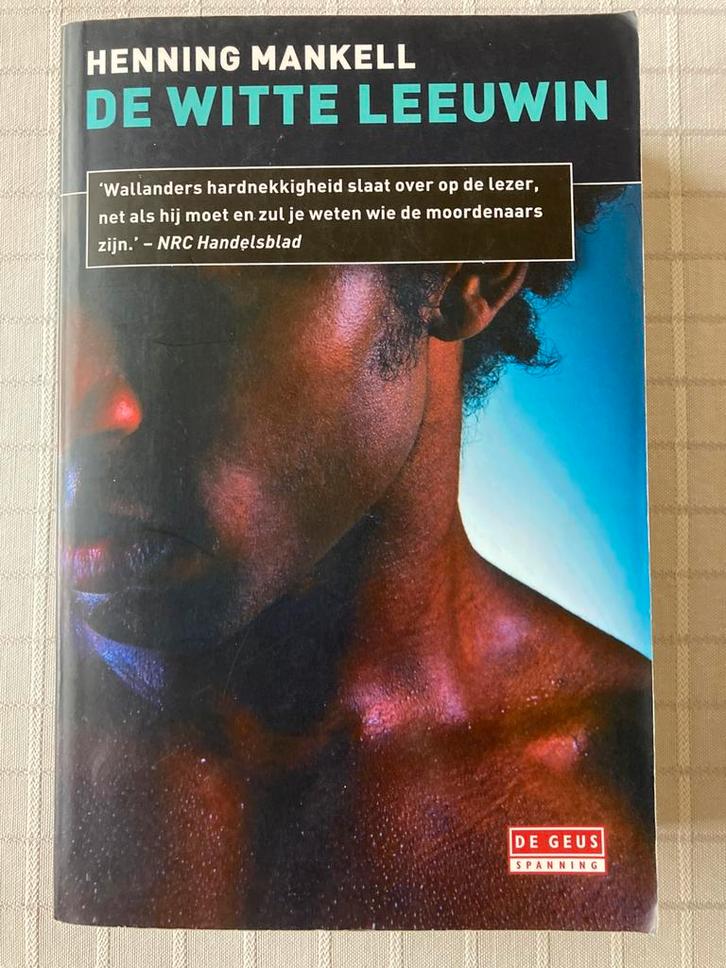 HENNING MANKELL
DE WITTE LEEUWIN
‘Wallanders hardnekkigheid slaat over op de lezer,
net als hij moet en zul je weten wie de moordenaars
zijn.’ – NRC Handelsblad
DE GEUS
SPANNING